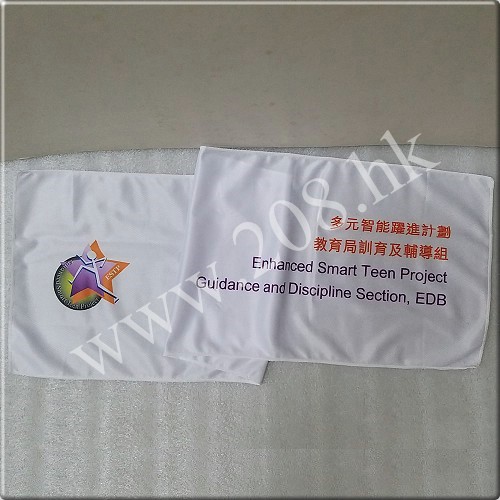 多元智能躍進計劃
教育局訓育及輔導組
Enhanced Smart Teen Project
Guidance and Discipline Section, EDB
ESTP
www.208.hk